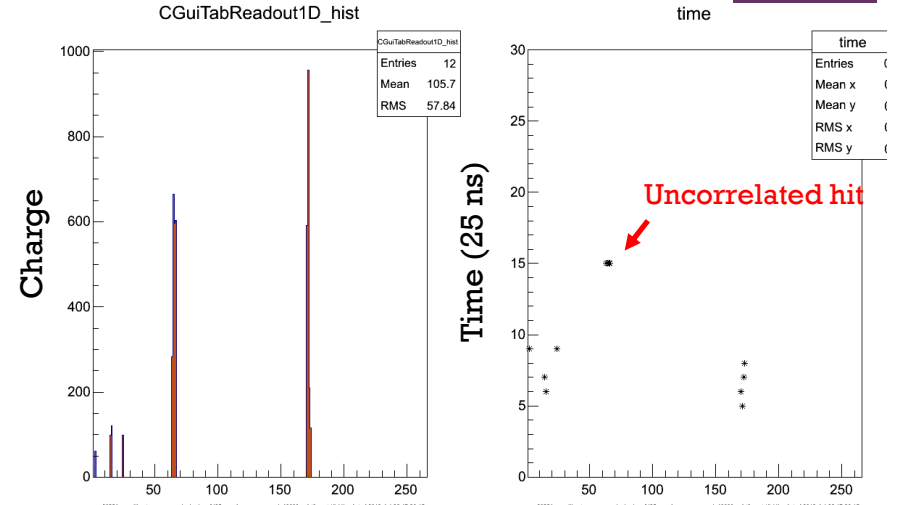 CGuiTabReadout1D_hist
CGuiTabReadout1D_hist
Entries 12
Mean 105.7
RMS 57.84
1000
800
600
400
200
0
50 100 150 200 250
Charge
time
time
Entries
Mean x
Mean y
RMS x
RMS y
Uncorrelated hit
30
25
20
15
10
5
0
50 100 150 200 250
Time (25 ns)